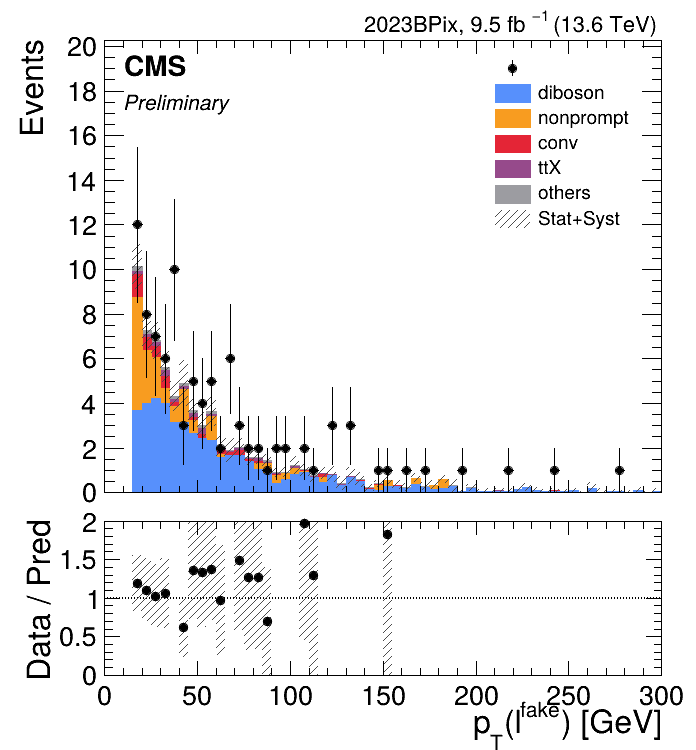 2023BPix, 9.5 fb⁻¹ (13.6 TeV)
CMS
Preliminary
Events
20
18
16
14
12
10
8
6
4
2
0
diboson
nonprompt
conv
ttX
others
Stat+Syst
Data / Pred
2
1.5
1
0.5
0
0 50 100 150 200 250 300
p_T(l^fake) [GeV]